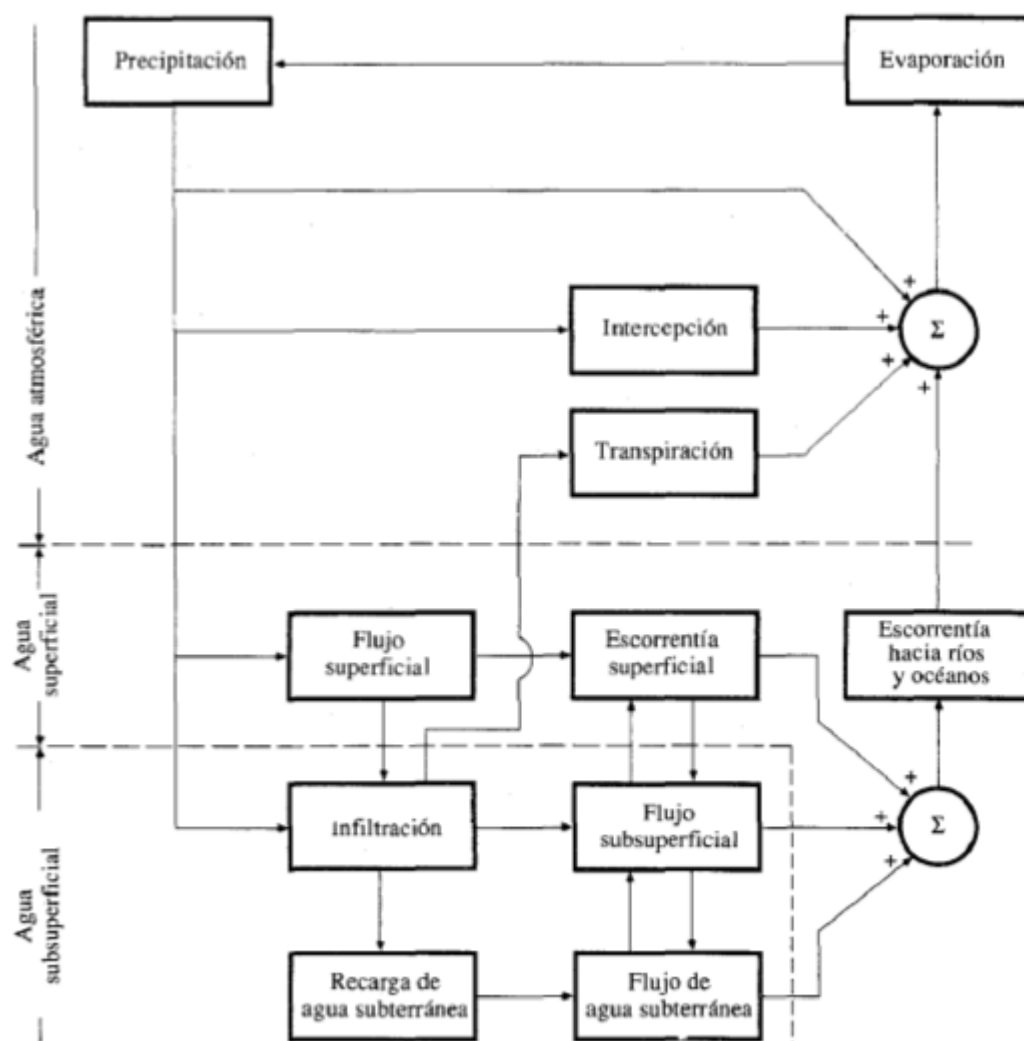 Precipitación
Evaporación
+
Intercepción
+
Σ
+
+
Transpiración
Agua atmosférica
Flujo
superficial
Escorrentía
superficial
Escorrentía
hacia ríos
y océanos
Agua
superficial
+
infiltración
Flujo
subsuperficial
+
Σ
+
Agua
subsuperficial
Recarga de
agua subterránea
Flujo de
agua subterránea